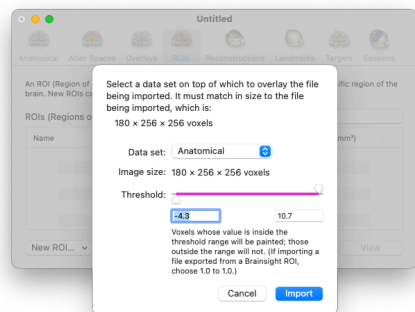 Untitled
Anatomical Atlas Spaces Overlays ROIs Reconstructions Landmarks Targets Sessions
An ROI (Region of
ific region of the
brain. New ROIs ca
ROIs (Regions o
Name
mm³)
New ROI...
View
Select a data set on top of which to overlay the file
being imported. It must match in size to the file
being imported, which is:
180 × 256 × 256 voxels
Data set: Anatomical
Image size: 180 × 256 × 256 voxels
Threshold:
-4.3 10.7
Voxels whose value is inside the
threshold range will be painted; those
outside the range will not. (If importing a
file exported from a Brainsight ROI,
choose 1.0 to 1.0.)
Cancel Import